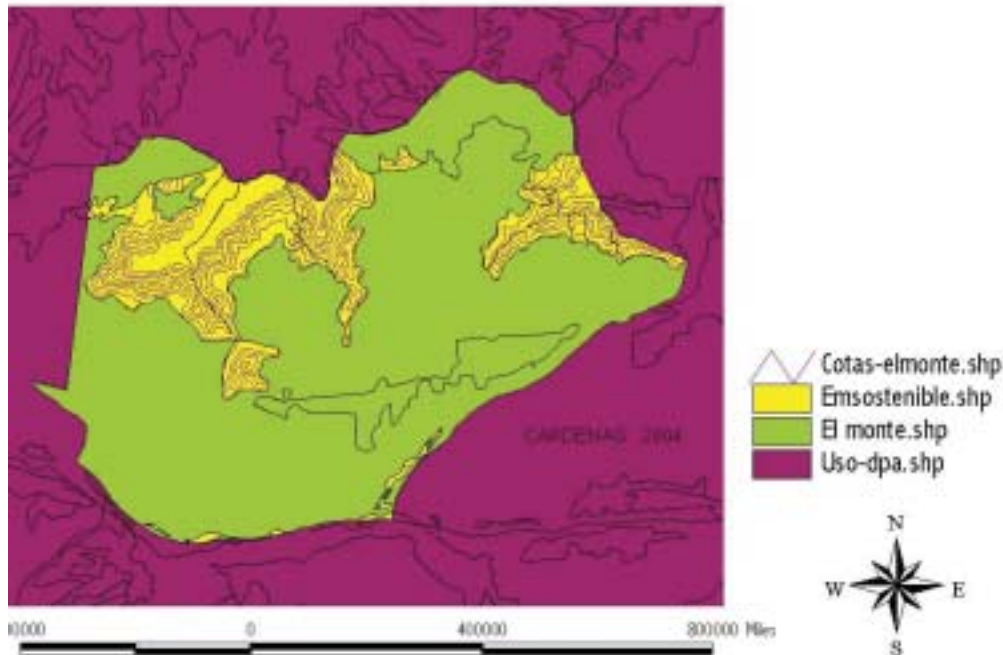 CARDENAS 2004
Cotas-elmonte.shp
Emsostenible.shp
El monte.shp
Uso-dpa.shp
N
W E
S
0 400000 800000 Miles